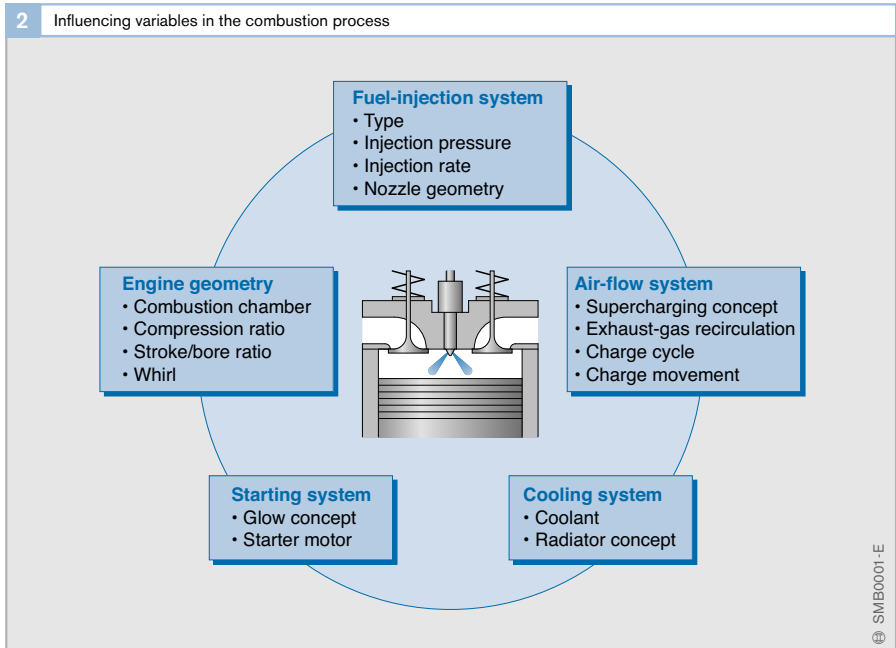 2 Influencing variables in the combustion process
Fuel-injection system
• Type
• Injection pressure
• Injection rate
• Nozzle geometry
Engine geometry
• Combustion chamber
• Compression ratio
• Stroke/bore ratio
• Whirl
Air-flow system
• Supercharging concept
• Exhaust-gas recirculation
• Charge cycle
• Charge movement
Starting system
• Glow concept
• Starter motor
Cooling system
• Coolant
• Radiator concept
SMB0001-E